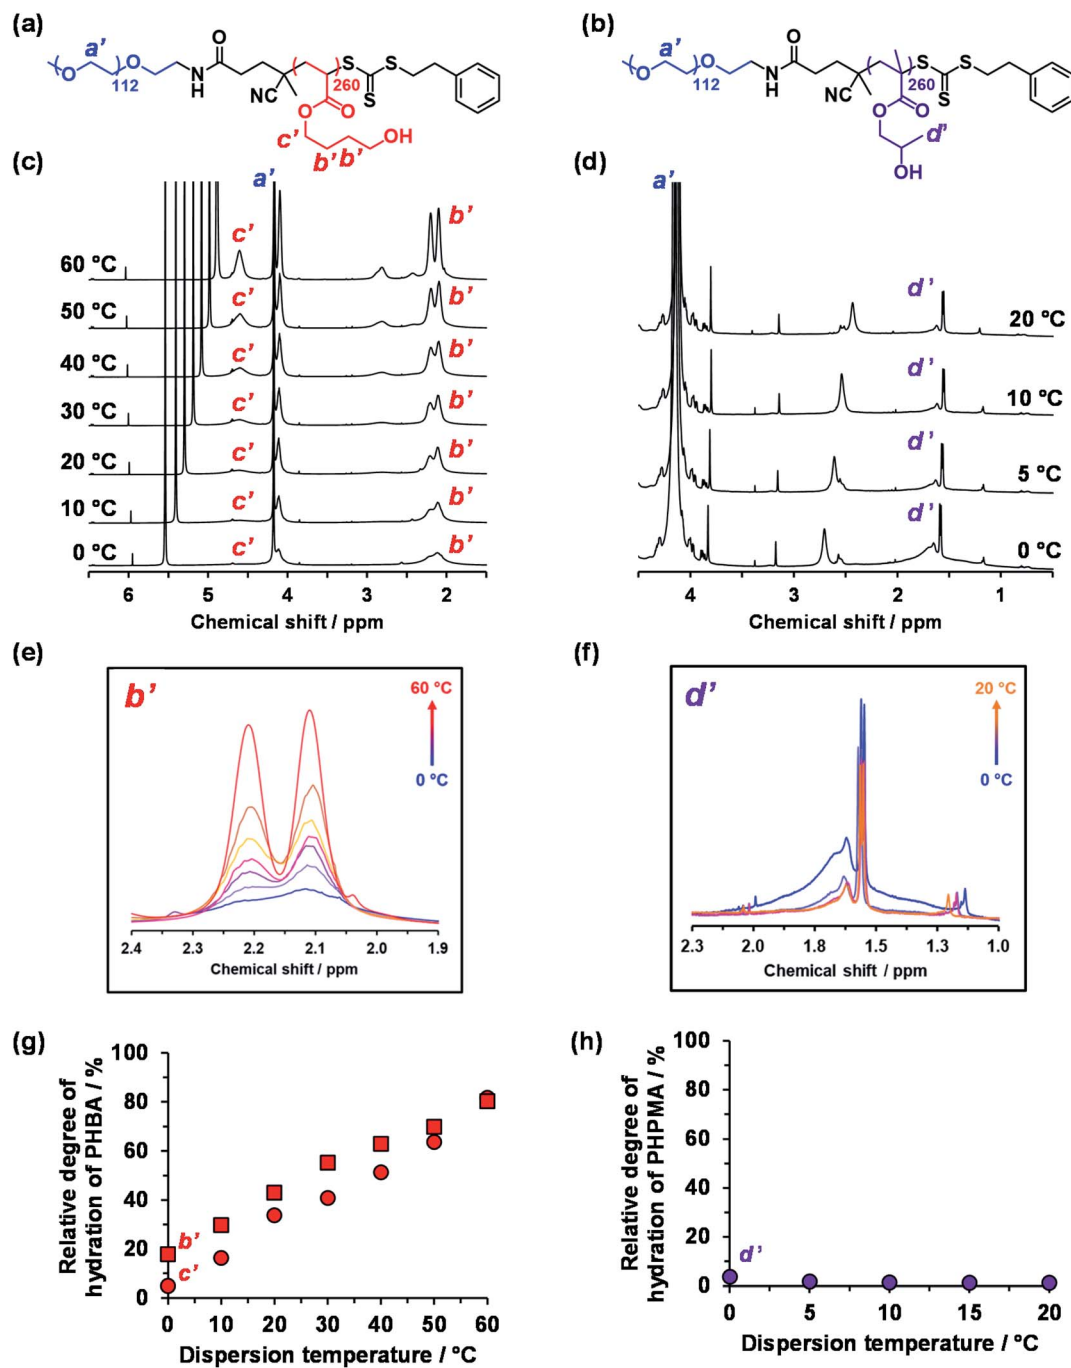 (a)
a'
O
O
112
O
N
H
O
NC
260
S
S
S
O
O
c'
b'
b'
OH
(b)
a'
O
O
112
O
N
H
O
NC
260
S
S
S
O
O
d'
OH
(c)
a'
b'
c'
60 °C
b'
c'
50 °C
b'
c'
40 °C
b'
c'
30 °C
b'
c'
20 °C
b'
c'
10 °C
b'
c'
0 °C
6 5 4 3 2
Chemical shift / ppm
(d)
a'
d'
20 °C
d'
10 °C
d'
5 °C
d'
0 °C
4 3 2 1
Chemical shift / ppm
(e)
b'
60 °C
0 °C
2.4 2.3 2.2 2.1 2.0 1.9
Chemical shift / ppm
(f)
d'
20 °C
0 °C
2.3 2.0 1.8 1.5 1.3 1.0
Chemical shift / ppm
(g)
Relative degree of
hydration of PHBA / %
100
80
60
40
20
0
b'
c'
0 10 20 30 40 50 60
Dispersion temperature / °C
(h)
Relative degree of
hydration of PHPMA / %
100
80
60
40
20
0
d'
0 5 10 15 20
Dispersion temperature / °C